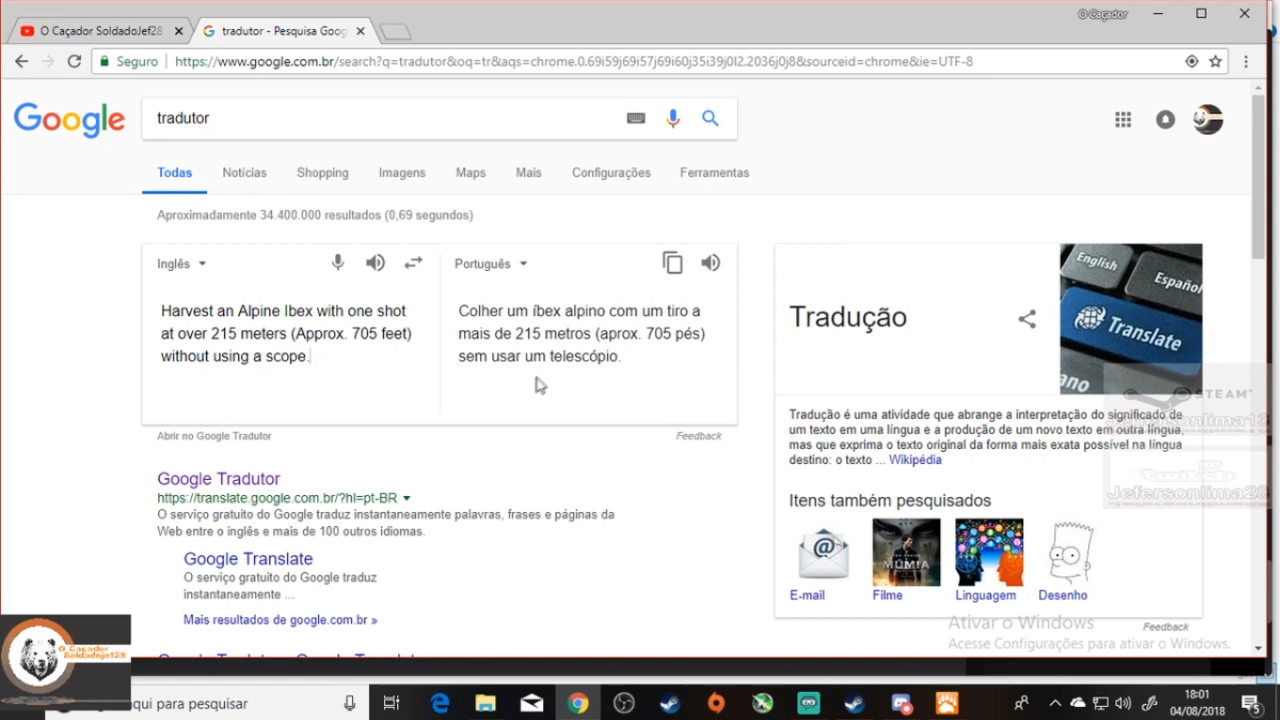 O Caçador
O Caçador SoldadoJef28
tradutor - Pesquisa Goog
Seguro
https://www.google.com.br/search?q=tradutor&oq=tr&aqs=chrome.0.69i59j69i57j69i60j35i39j0l2.2036j0j8&sourceid=chrome&ie=UTF-8
Google
tradutor
Todas
Notícias
Shopping
Imagens
Maps
Mais
Configurações
Ferramentas
Aproximadamente 34.400.000 resultados (0,69 segundos)
Inglês
Português
Harvest an Alpine Ibex with one shot
at over 215 meters (Approx. 705 feet)
without using a scope.
Colher um íbex alpino com um tiro a
mais de 215 metros (aprox. 705 pés)
sem usar um telescópio.
Abrir no Google Tradutor
Feedback
Tradução
English
Español
Translate
STEAM
Tradução é uma atividade que abrange a interpretação do significado de
um texto em uma língua e a produção de um novo texto em outra língua,
mas que exprima o texto original da forma mais exata possível na língua
destino: o texto ... Wikipédia
Jefersonlima28
Google Tradutor
https://translate.google.com.br/?hl=pt-BR
O serviço gratuito do Google traduz instantaneamente palavras, frases e páginas da
Web entre o inglês e mais de 100 outros idiomas.
Google Translate
O serviço gratuito do Google traduz
instantaneamente ...
Mais resultados de google.com.br »
Itens também pesquisados
MÚMIA
E-mail
Filme
Linguagem
Desenho
Feedback
Ativar o Windows
Acesse Configurações para ativar o Windows.
O Caçador
Soldadojef29
aqui para pesquisar
18:01
04/08/2018
5